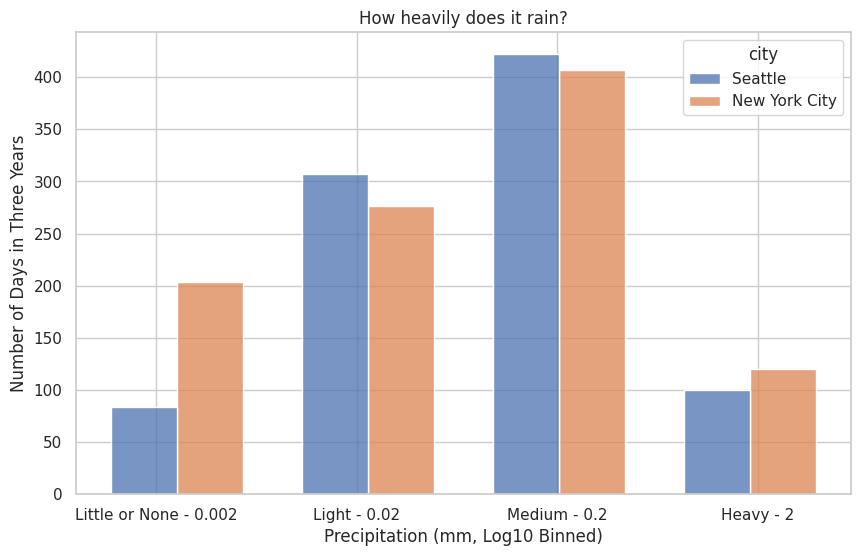 How heavily does it rain?
city
Seattle
New York City
Number of Days in Three Years
400
350
300
250
200
150
100
50
0
Little or None - 0.002
Light - 0.02
Medium - 0.2
Heavy - 2
Precipitation (mm, Log10 Binned)